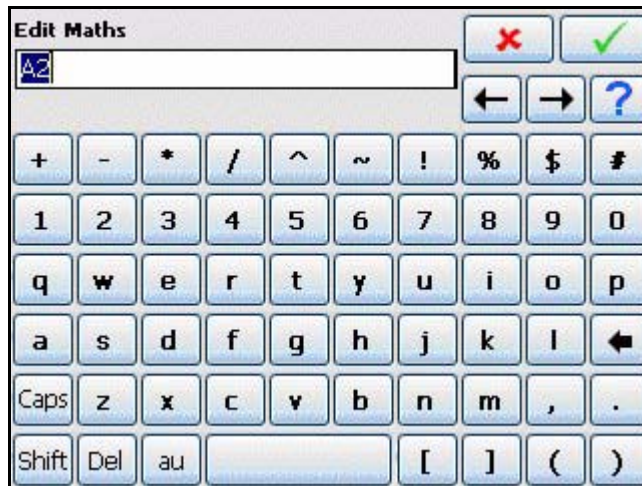 Edit Maths
A2
?
+ - * / ^ ~ ! % $ #
1 2 3 4 5 6 7 8 9 0
q w e r t y u i o p
a s d f g h j k l
Caps z x c v b n m , .
Shift Del au [ ] ( )